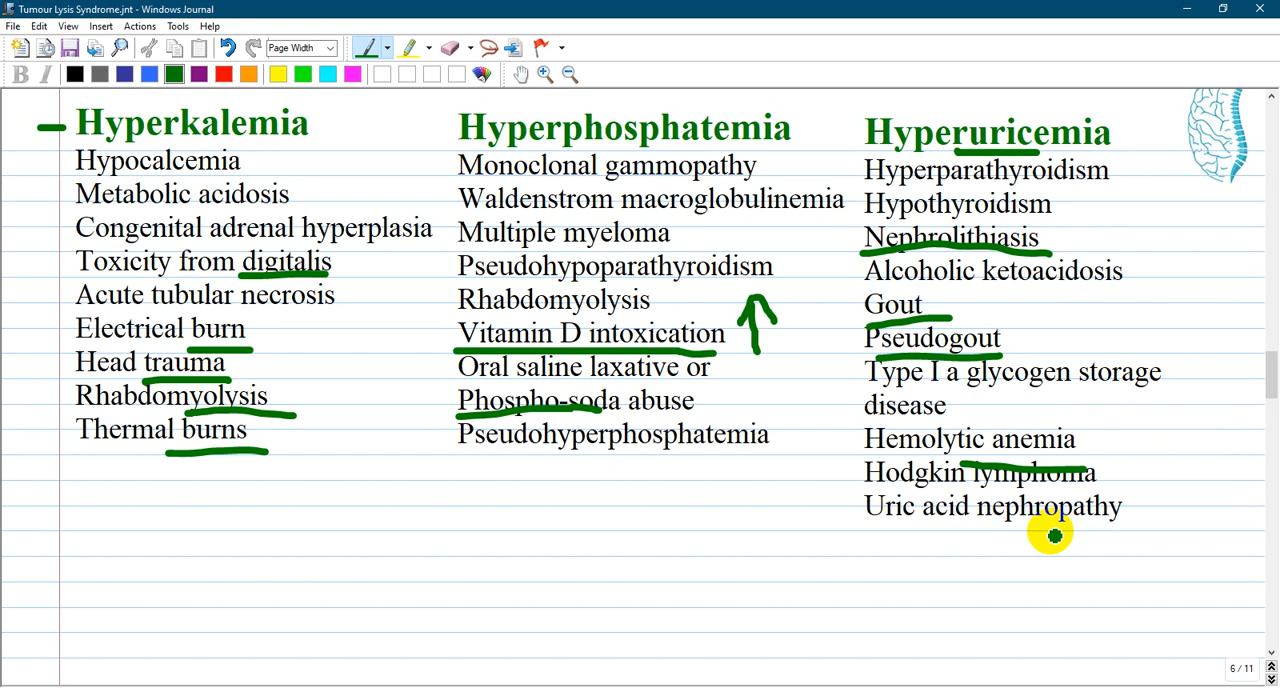 Tumour Lysis Syndrome.jnt - Windows Journal
File Edit View Insert Actions Tools Help
Page Width
B I
Hyperkalemia
Hypocalcemia
Metabolic acidosis
Congenital adrenal hyperplasia
Toxicity from digitalis
Acute tubular necrosis
Electrical burn
Head trauma
Rhabdomyolysis
Thermal burns
Hyperphosphatemia
Monoclonal gammopathy
Waldenstrom macroglobulinemia
Multiple myeloma
Pseudohypoparathyroidism
Rhabdomyolysis
Vitamin D intoxication
Oral saline laxative or
Phospho-soda abuse
Pseudohyperphosphatemia
Hyperuricemia
Hyperparathyroidism
Hypothyroidism
Nephrolithiasis
Alcoholic ketoacidosis
Gout
Pseudogout
Type I a glycogen storage
disease
Hemolytic anemia
Hodgkin lymphoma
Uric acid nephropathy
6 / 11